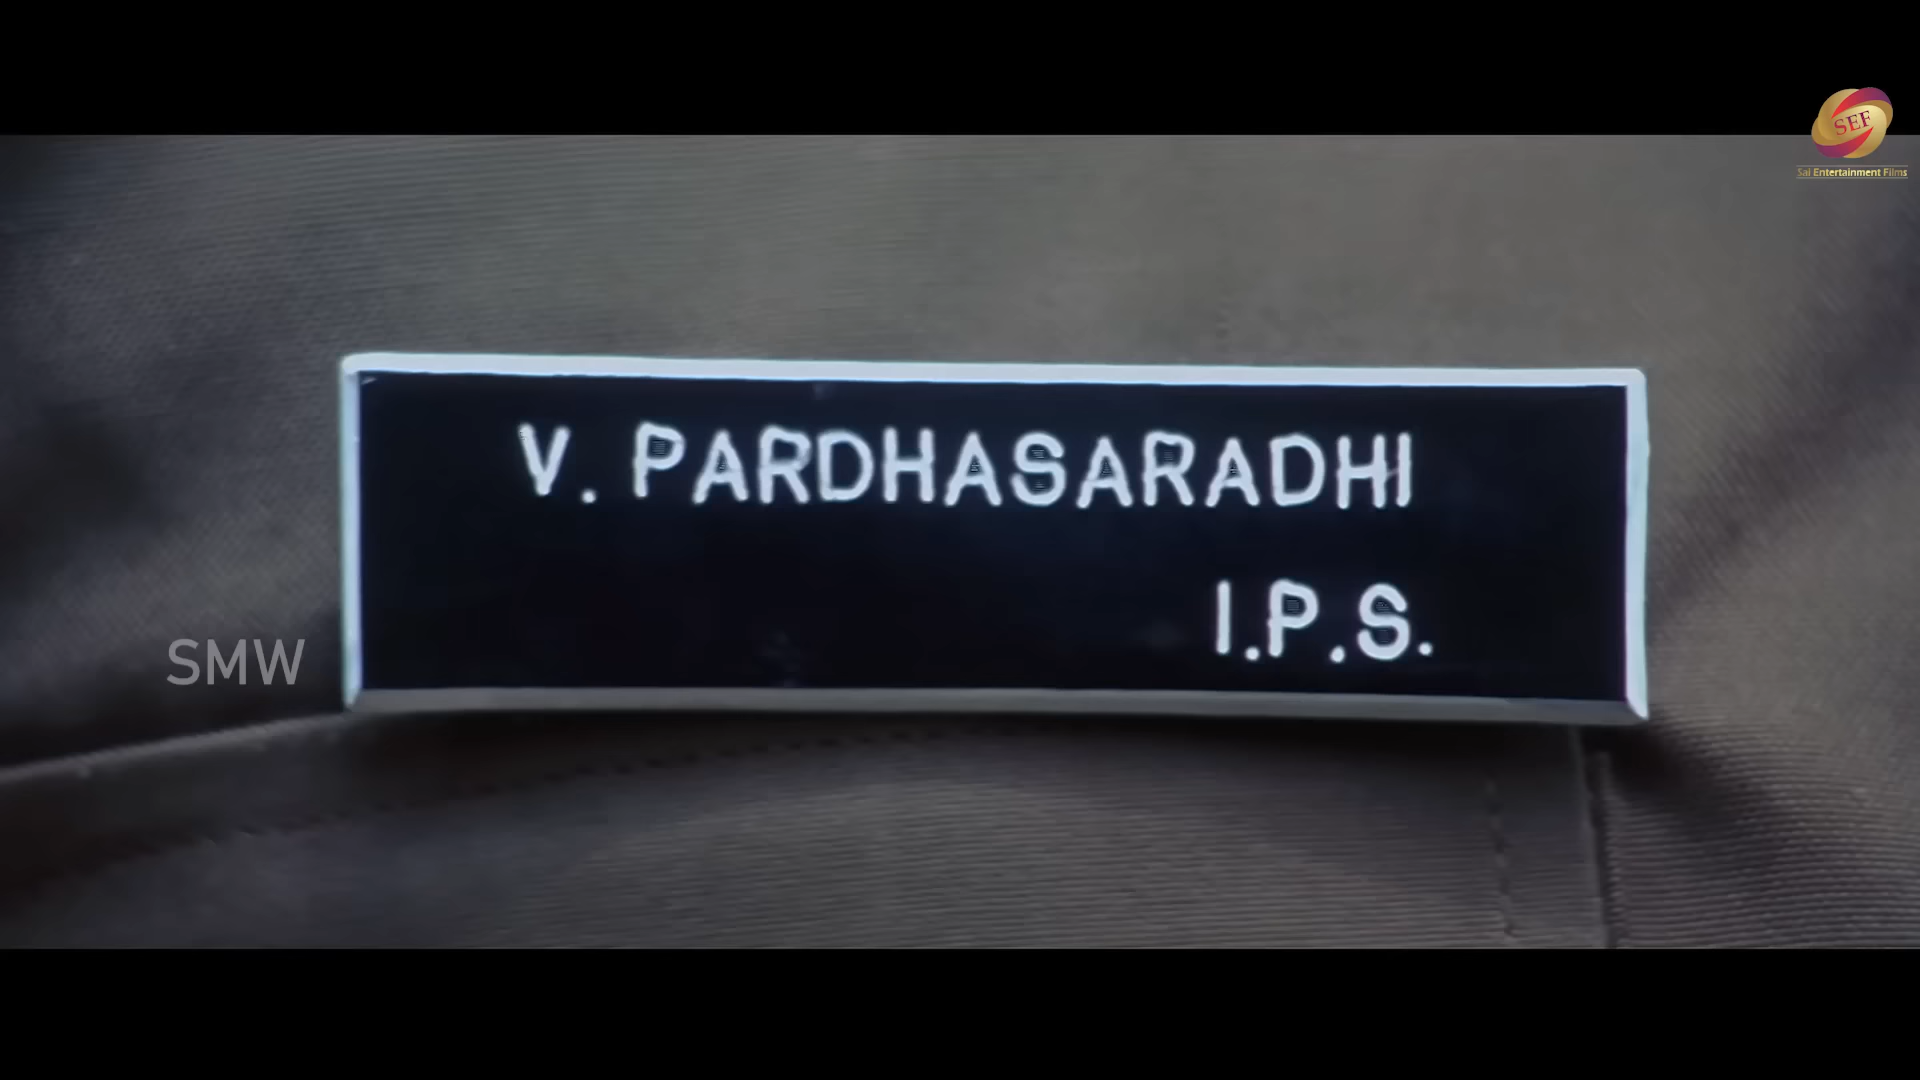 SEF
Sai Entertainment Films
V. PARDHASARADHI
I.P.S.
SMW